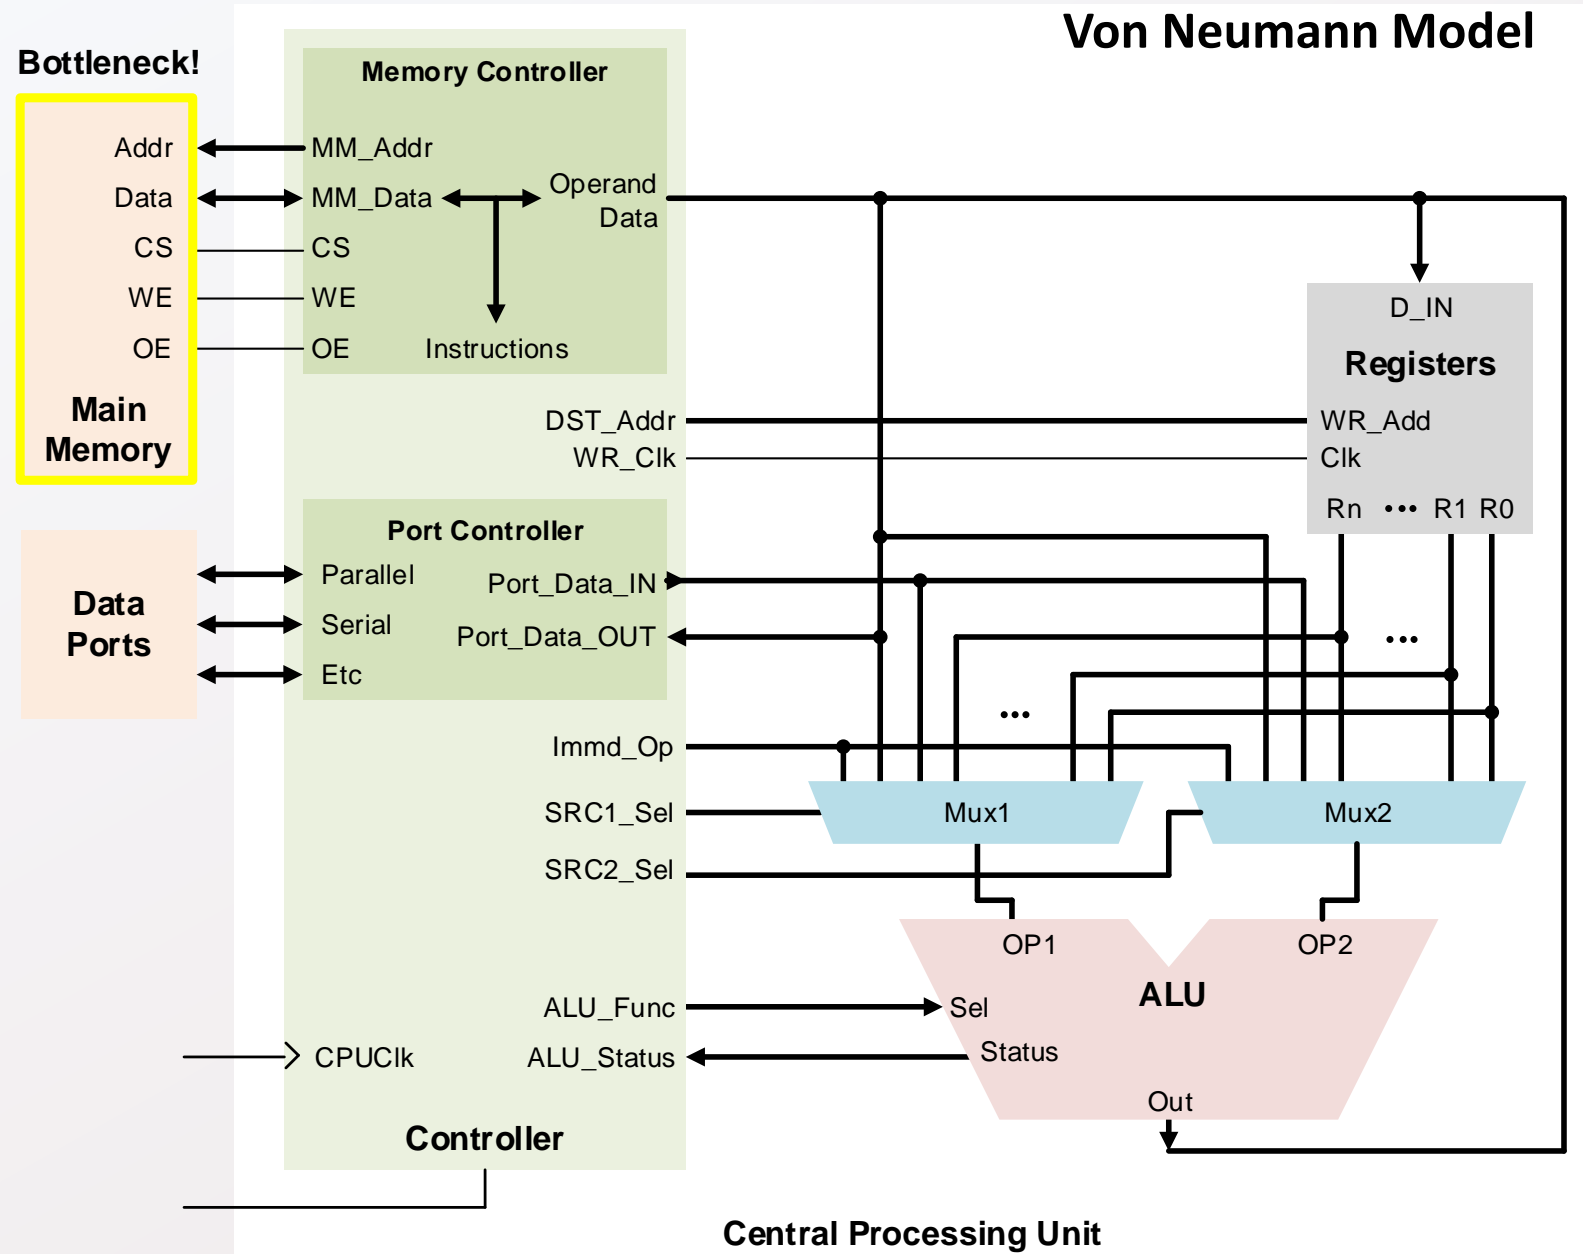 Von Neumann Model
Bottleneck!
Memory Controller
Addr
MM_Addr
Data
MM_Data
Operand
Data
CS
CS
WE
WE
OE
OE
Instructions
Main
Memory
D_IN
Registers
DST_Addr
WR_Add
WR_Clk
Clk
Rn ••• R1 R0
Port Controller
Data
Ports
Parallel
Port_Data_IN
Serial
Port_Data_OUT
Etc
•••
•••
Immd_Op
SRC1_Sel
Mux1
Mux2
SRC2_Sel
OP1
OP2
ALU
ALU_Func
Sel
CPUClk
ALU_Status
Status
Out
Controller
Central Processing Unit